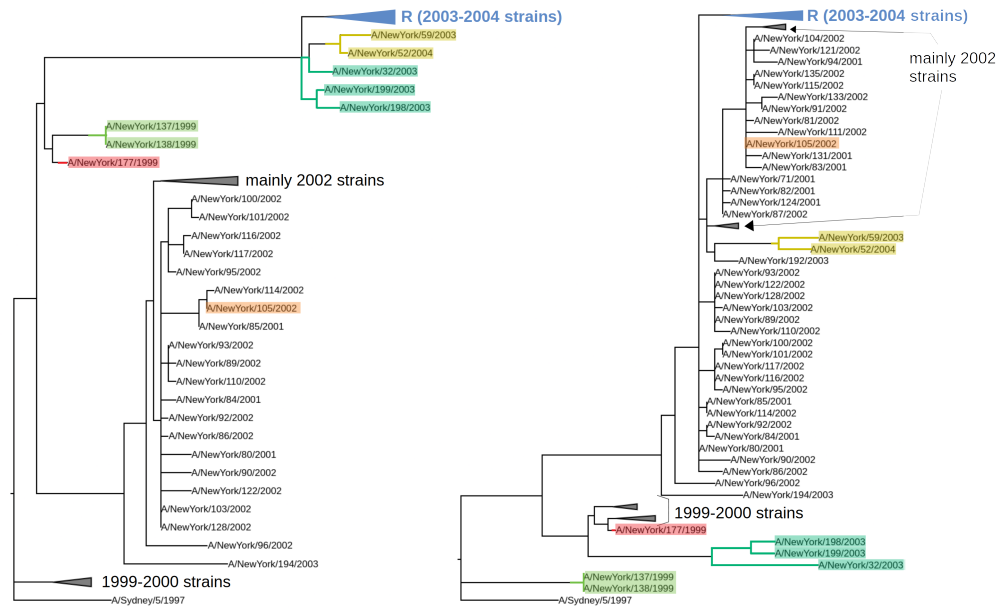 R (2003-2004 strains)
A/NewYork/59/2003
A/NewYork/52/2004
A/NewYork/32/2003
A/NewYork/199/2003
A/NewYork/198/2003
A/NewYork/137/1999
A/NewYork/138/1999
A/NewYork/177/1999
mainly 2002 strains
A/NewYork/100/2002
A/NewYork/101/2002
A/NewYork/116/2002
A/NewYork/117/2002
A/NewYork/95/2002
A/NewYork/114/2002
A/NewYork/105/2002
A/NewYork/85/2001
A/NewYork/93/2002
A/NewYork/89/2002
A/NewYork/110/2002
A/NewYork/84/2001
A/NewYork/92/2002
A/NewYork/86/2002
A/NewYork/80/2001
A/NewYork/90/2002
A/NewYork/122/2002
A/NewYork/103/2002
A/NewYork/128/2002
A/NewYork/96/2002
A/NewYork/194/2003
1999-2000 strains
A/Sydney/5/1997
R (2003-2004 strains)
A/NewYork/104/2002
A/NewYork/121/2002
A/NewYork/94/2001
A/NewYork/135/2002
A/NewYork/115/2002
A/NewYork/133/2002
A/NewYork/91/2002
A/NewYork/81/2002
A/NewYork/111/2002
A/NewYork/105/2002
A/NewYork/131/2001
A/NewYork/83/2001
A/NewYork/71/2001
A/NewYork/82/2001
A/NewYork/124/2001
A/NewYork/87/2002
mainly 2002
strains
A/NewYork/59/2003
A/NewYork/52/2004
A/NewYork/192/2003
A/NewYork/93/2002
A/NewYork/122/2002
A/NewYork/128/2002
A/NewYork/103/2002
A/NewYork/89/2002
A/NewYork/110/2002
A/NewYork/100/2002
A/NewYork/101/2002
A/NewYork/117/2002
A/NewYork/116/2002
A/NewYork/95/2002
A/NewYork/85/2001
A/NewYork/114/2002
A/NewYork/92/2002
A/NewYork/84/2001
A/NewYork/80/2001
A/NewYork/90/2002
A/NewYork/86/2002
A/NewYork/96/2002
A/NewYork/194/2003
1999-2000 strains
A/NewYork/177/1999
A/NewYork/198/2003
A/NewYork/199/2003
A/NewYork/32/2003
A/NewYork/137/1999
A/NewYork/138/1999
A/Sydney/5/1997